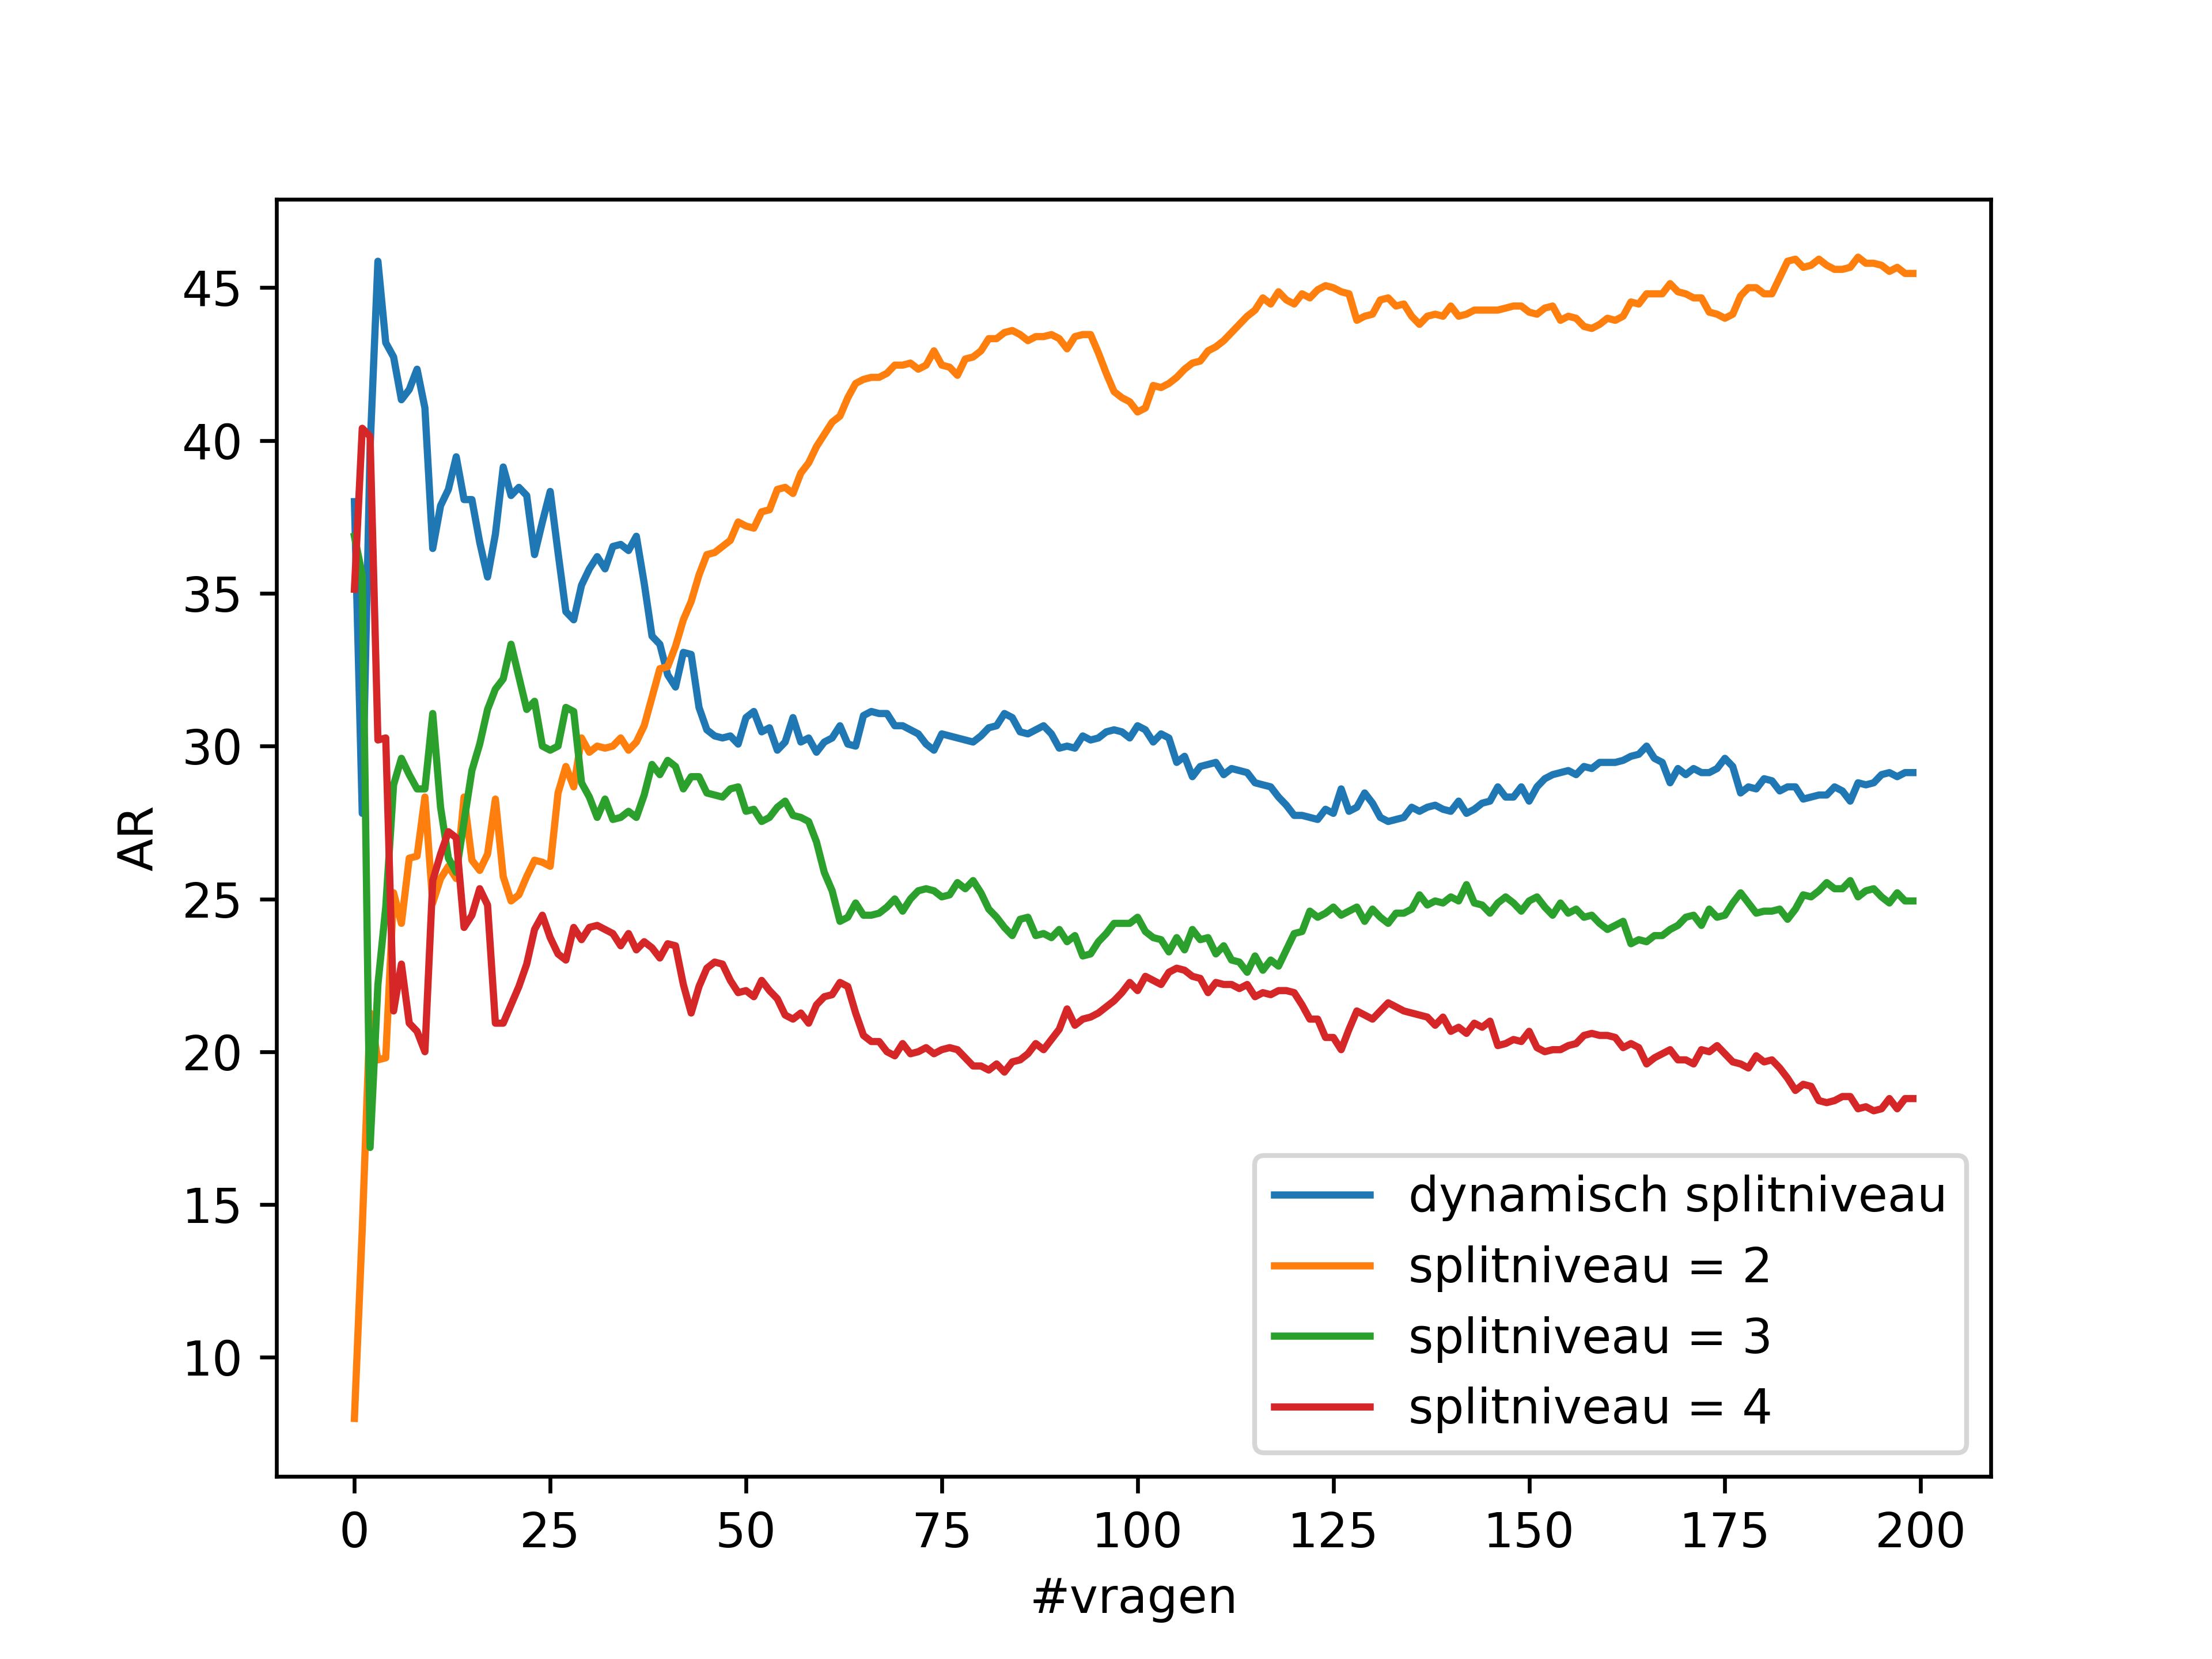 45
40
35
30
25
20
15
10
AR
dynamisch splitniveau
splitniveau = 2
splitniveau = 3
splitniveau = 4
0 25 50 75 100 125 150 175 200
#vragen